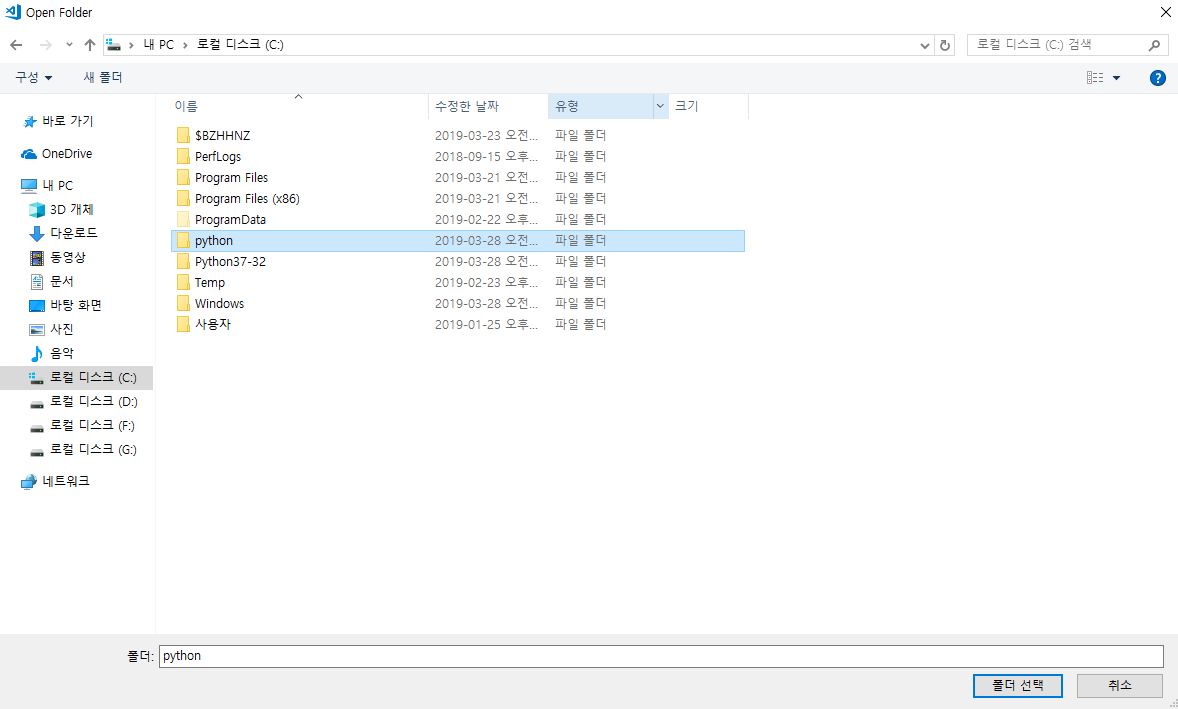 Open Folder
내 PC 로컬 디스크 (C:) 로컬 디스크 (C:) 검색
구성 새 폴더 ?
이름 수정한 날짜 유형 크기
$BZHHNZ 2019-03-23 오전... 파일 폴더
PerfLogs 2018-09-15 오후... 파일 폴더
Program Files 2019-03-21 오전... 파일 폴더
Program Files (x86) 2019-03-21 오전... 파일 폴더
ProgramData 2019-02-22 오후... 파일 폴더
python 2019-03-28 오전... 파일 폴더
Python37-32 2019-03-28 오전... 파일 폴더
Temp 2019-02-23 오후... 파일 폴더
Windows 2019-03-28 오전... 파일 폴더
사용자 2019-01-25 오후... 파일 폴더
바로 가기
OneDrive
내 PC
3D 개체
다운로드
동영상
문서
바탕 화면
사진
음악
로컬 디스크 (C:)
로컬 디스크 (D:)
로컬 디스크 (F:)
로컬 디스크 (G:)
네트워크
폴더: python
폴더 선택 취소